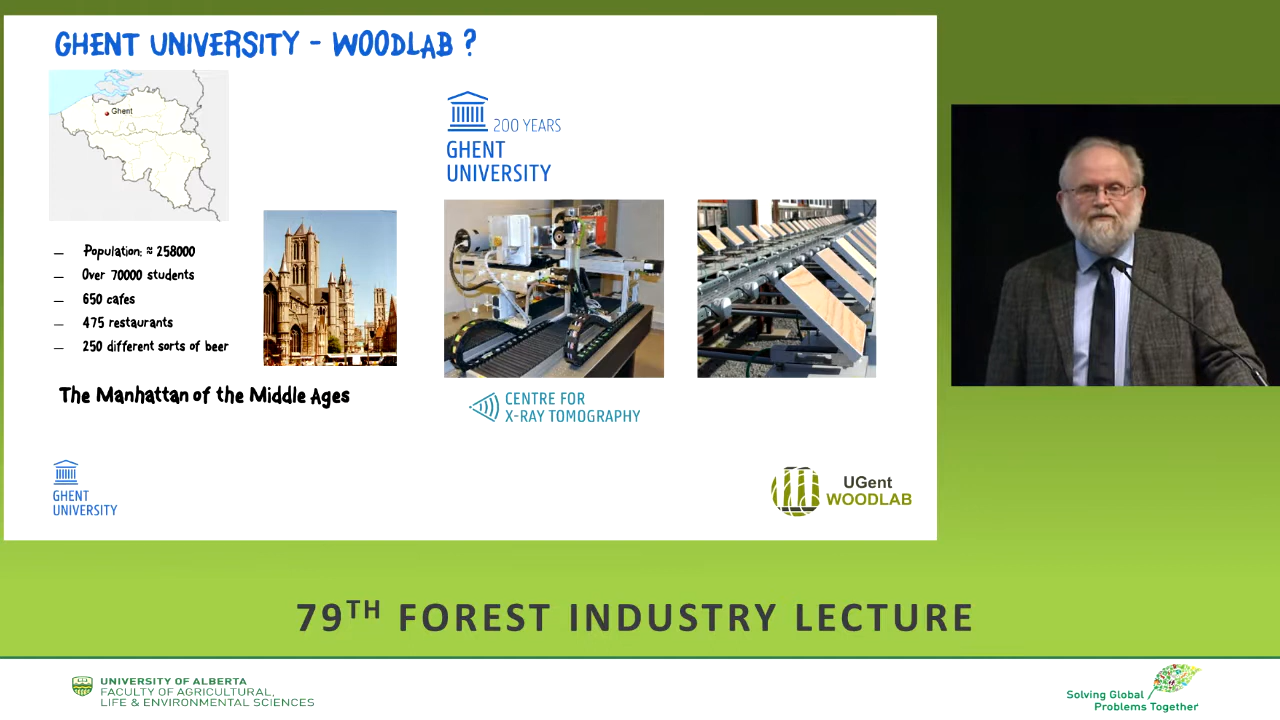 GHENT UNIVERSITY - WOODLAB ?
Ghent
200 YEARS
GHENT
UNIVERSITY
— Population: ≈ 258000
— Over 70000 students
— 650 cafes
— 475 restaurants
— 250 different sorts of beer
The Manhattan of the Middle Ages
CENTRE FOR
X-RAY TOMOGRAPHY
GHENT
UNIVERSITY
UGent
WOODLAB
79TH FOREST INDUSTRY LECTURE
UNIVERSITY OF ALBERTA
FACULTY OF AGRICULTURAL,
LIFE & ENVIRONMENTAL SCIENCES
Solving Global
Problems Together